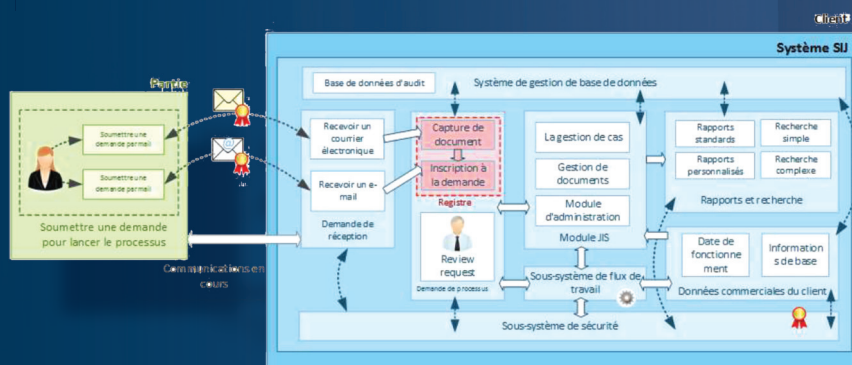 Client
Système SIJ
Base de données d'audit
Système de gestion de base de données
Soumettre une
demande par mail
Soumettre une
demande par mail
Soumettre une demande
pour lancer le processus
Communications en
cours
Recevoir un
courrier
électronique
Recevoir un e-
mail
Demande de
réception
Capture de
document
Inscription à
la demande
Registre
Review
request
Demande de processus
La gestion de cas
Gestion de
documents
Module
d'administration
Module JIS
Sous-système de flux de
travail
Rapports
standards
Recherche
simple
Rapports
personnalisés
Recherche
complexe
Rapports et recherche
Date de
fonctionne
ment
Information
s de base
Données commerciales du client
Sous-système de sécurité